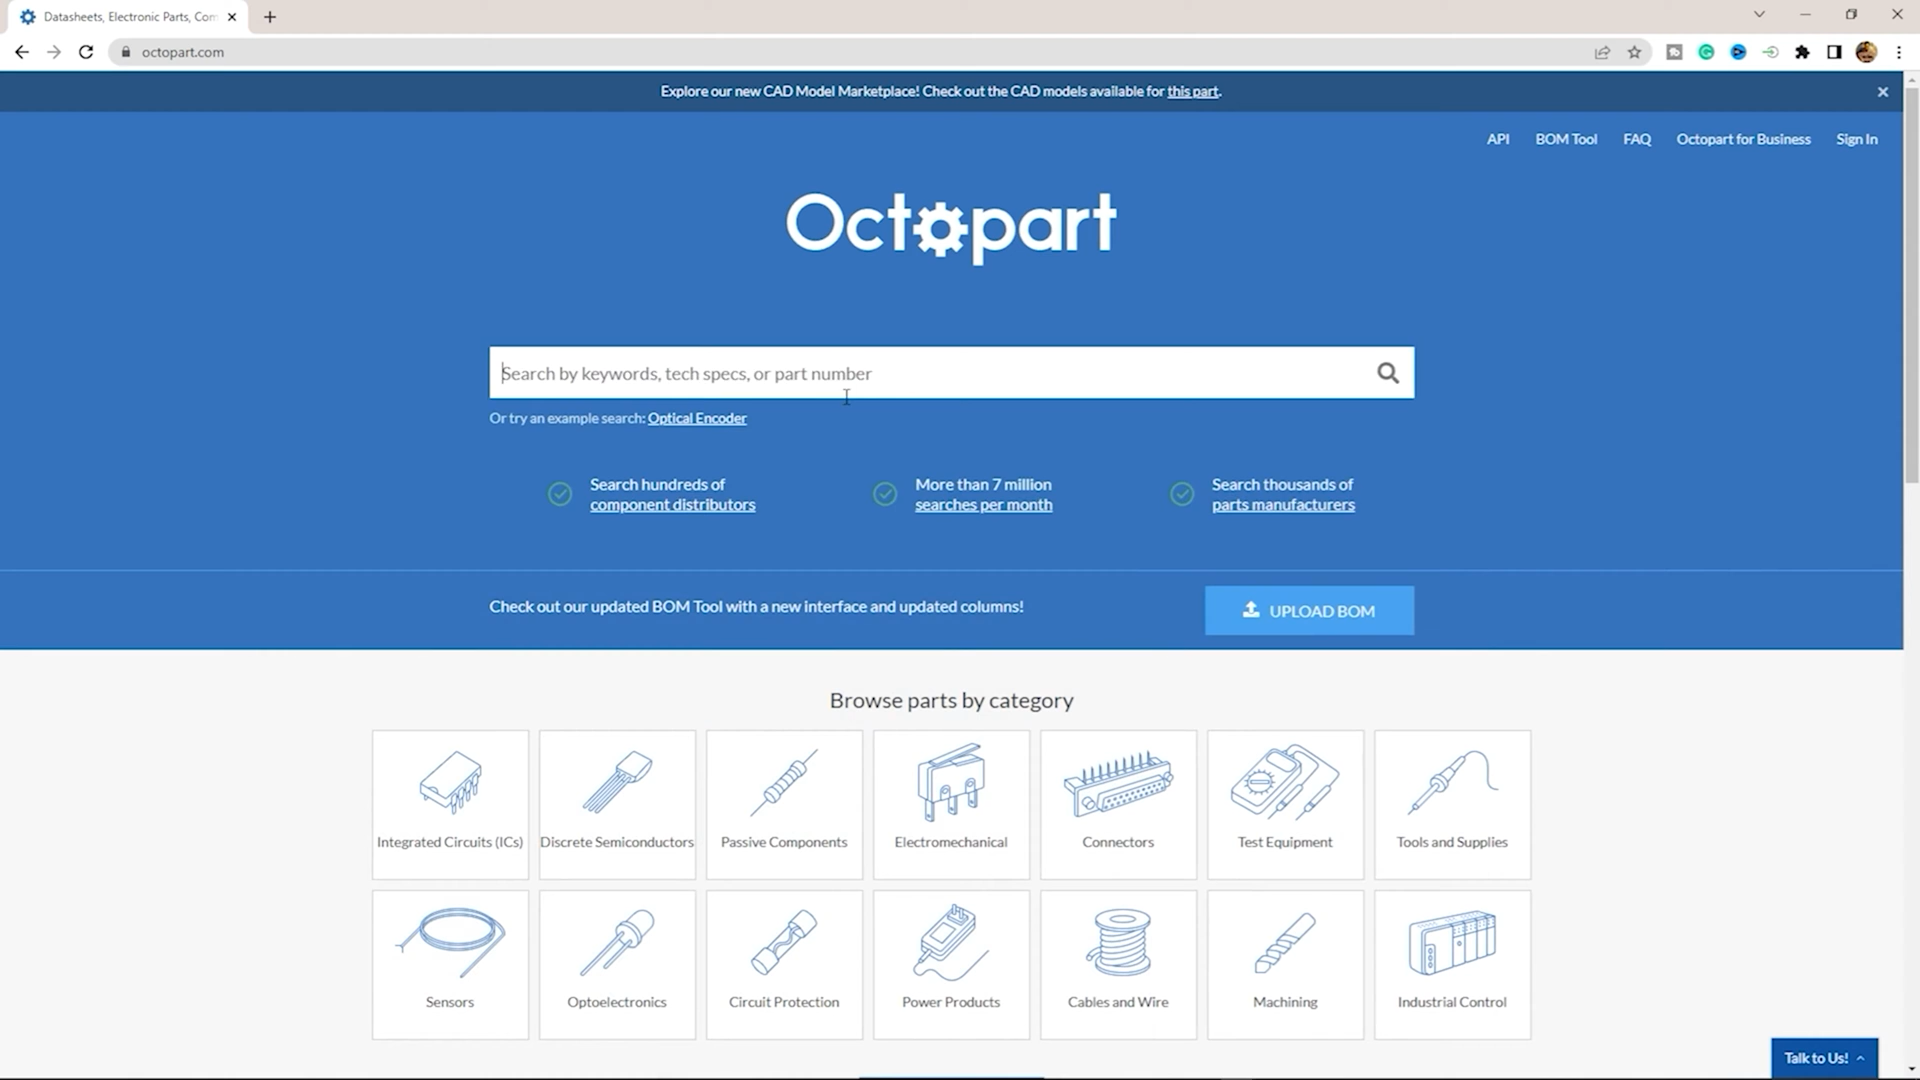 Datasheets, Electronic Parts, Com
octopart.com
Explore our new CAD Model Marketplace! Check out the CAD models available for this part.
API BOM Tool FAQ Octopart for Business Sign In
Octopart
Search by keywords, tech specs, or part number
Or try an example search: Optical Encoder
Search hundreds of
component distributors
More than 7 million
searches per month
Search thousands of
parts manufacturers
Check out our updated BOM Tool with a new interface and updated columns!
UPLOAD BOM
Browse parts by category
Integrated Circuits (ICs)
Discrete Semiconductors
Passive Components
Electromechanical
Connectors
Test Equipment
Tools and Supplies
Sensors
Optoelectronics
Circuit Protection
Power Products
Cables and Wire
Machining
Industrial Control
Talk to Us!